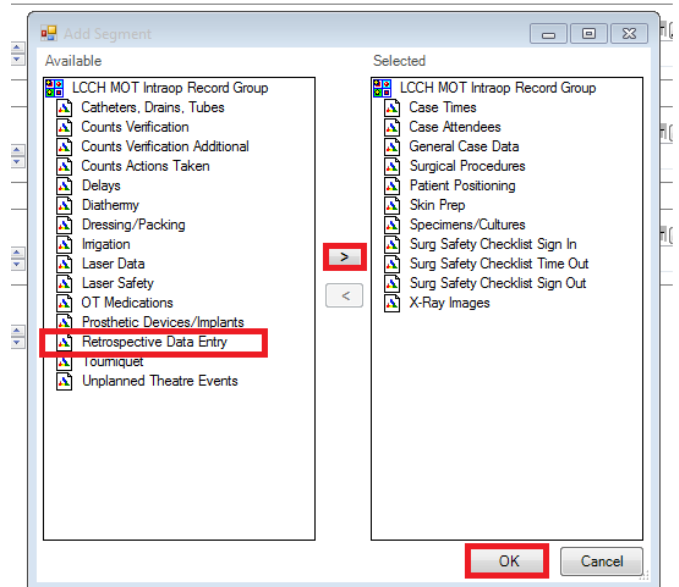 Add Segment
Available
LCCH MOT Intraop Record Group
Catheters, Drains, Tubes
Counts Verification
Counts Verification Additional
Counts Actions Taken
Delays
Diathermy
Dressing/Packing
Irrigation
Laser Data
Laser Safety
OT Medications
Prosthetic Devices/Implants
Retrospective Data Entry
Tourniquet
Unplanned Theatre Events
>
<
Selected
LCCH MOT Intraop Record Group
Case Times
Case Attendees
General Case Data
Surgical Procedures
Patient Positioning
Skin Prep
Specimens/Cultures
Surg Safety Checklist Sign In
Surg Safety Checklist Time Out
Surg Safety Checklist Sign Out
X-Ray Images
OK Cancel